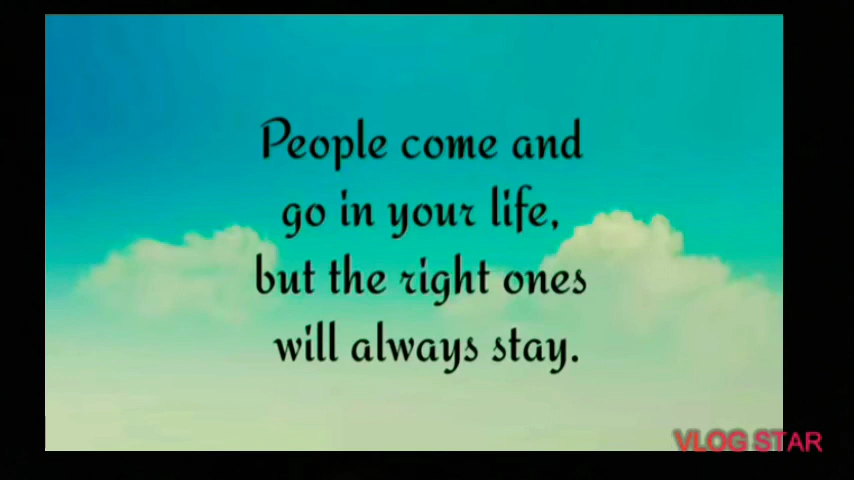 People come and
go in your life,
but the right ones
will always stay.
VLOG STAR